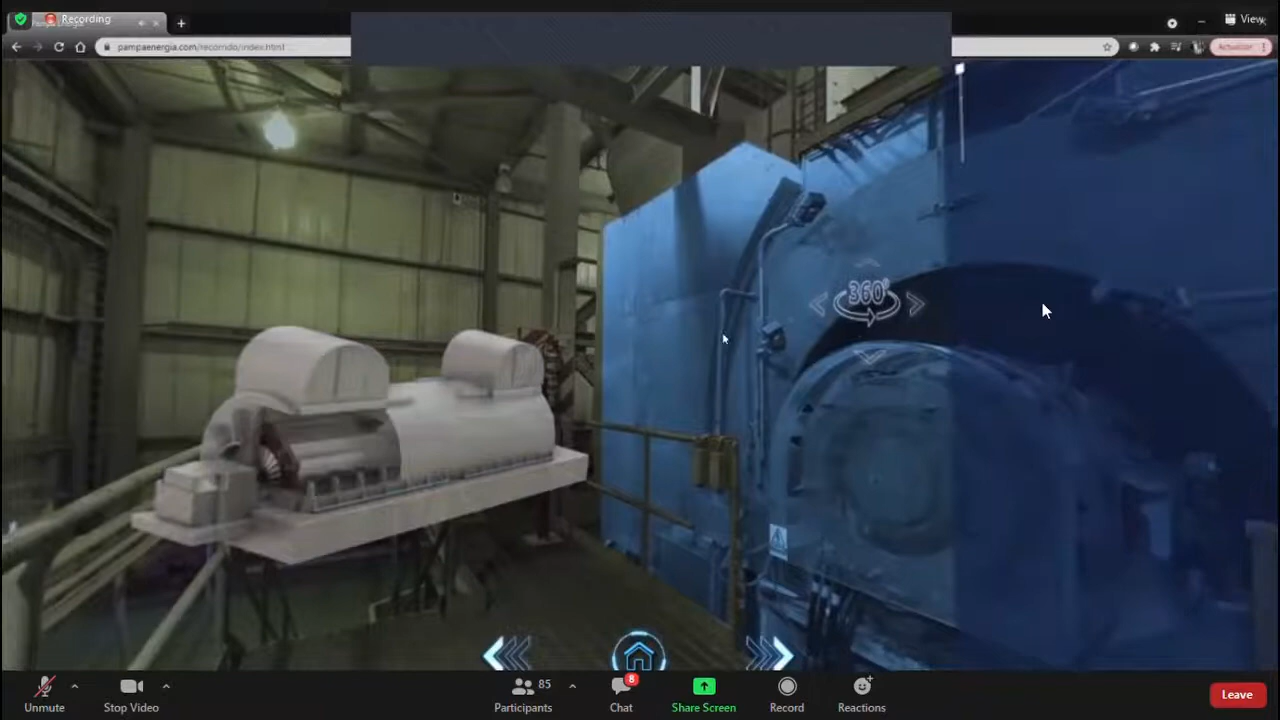 Recording
View
pampaenergia.com/recorrido/index.html
Actualizar
360°
Unmute
Stop Video
85
Participants
8
Chat
Share Screen
Record
Reactions
Leave